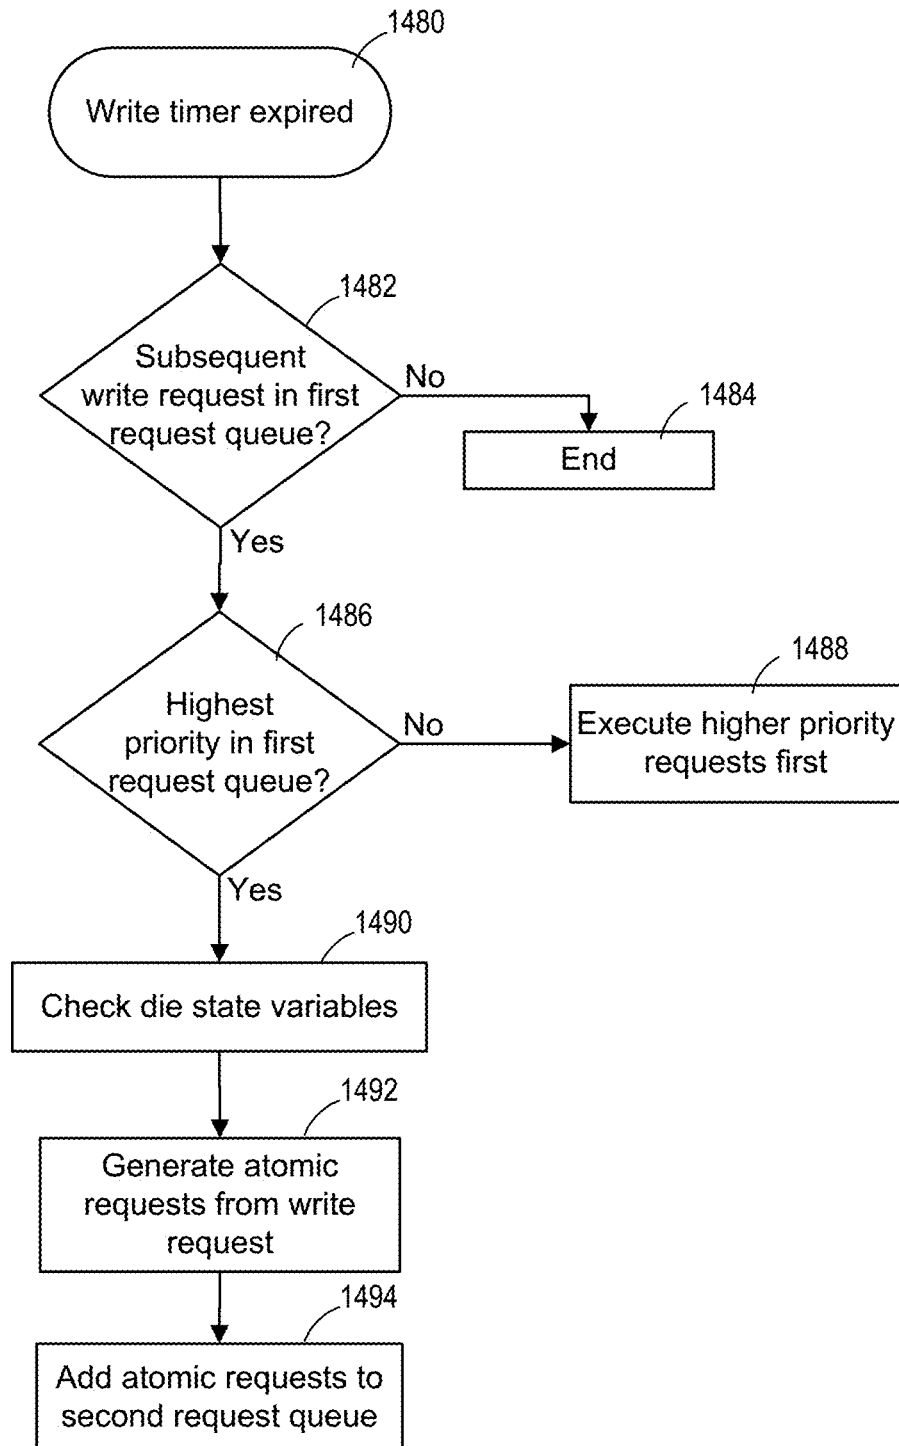 1480
Write timer expired
1482
Subsequent
write request in first
request queue?
No
1484
End
Yes
1486
Highest
priority in first
request queue?
No
1488
Execute higher priority
requests first
Yes
1490
Check die state variables
1492
Generate atomic
requests from write
request
1494
Add atomic requests to
second request queue